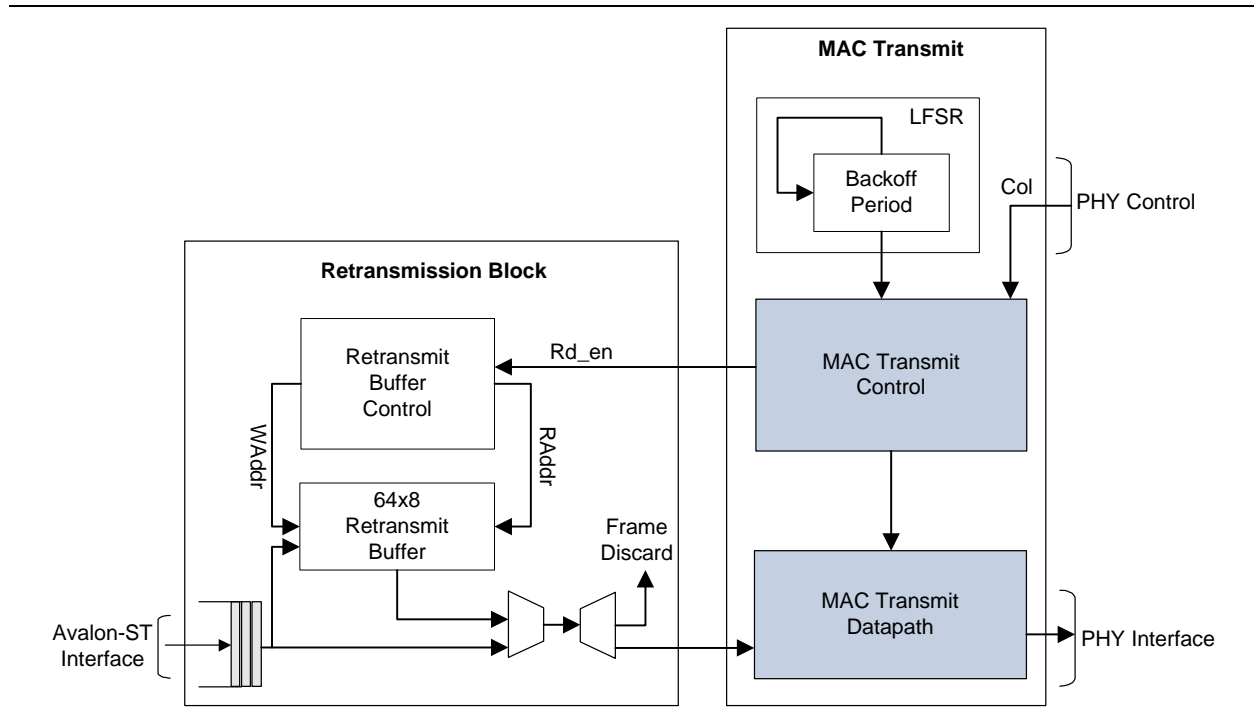 MAC Transmit
LFSR
Backoff
Period
Col
PHY Control
Retransmission Block
Retransmit
Buffer
Control
Rd_en
MAC Transmit
Control
WAddr
RAddr
64x8
Retransmit
Buffer
Frame
Discard
Avalon-ST
Interface
MAC Transmit
Datapath
PHY Interface